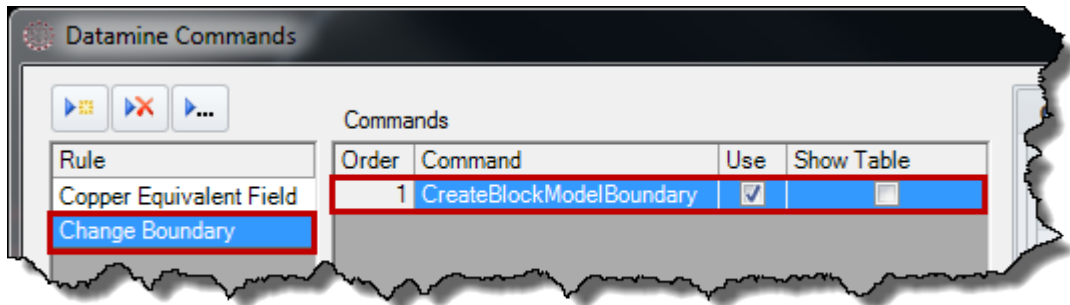 Datamine Commands
...
Commands
Rule
Order Command Use Show Table
Copper Equivalent Field
1 CreateBlockModelBoundary
Change Boundary